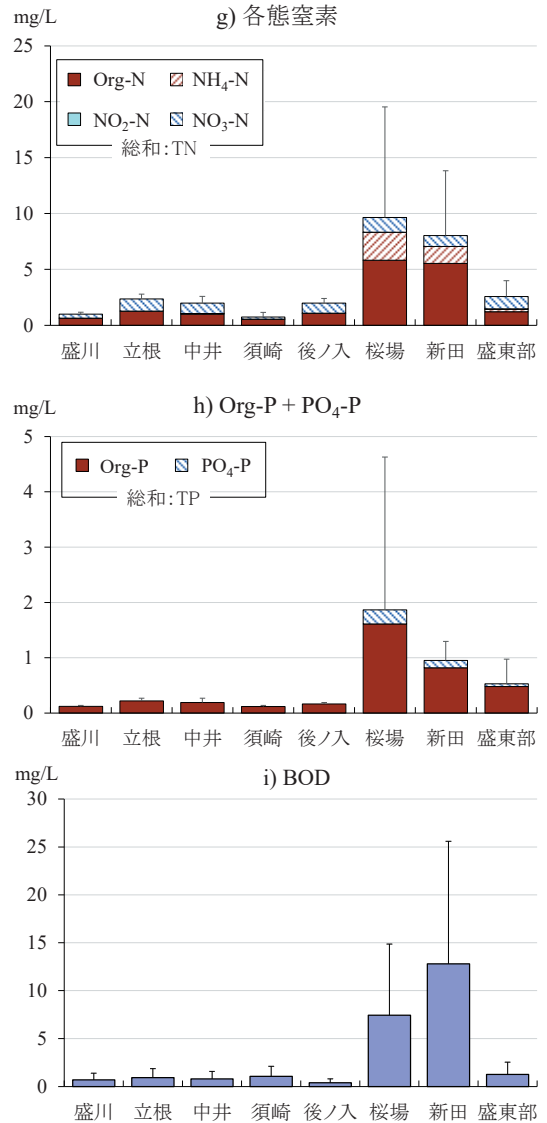 g) 各態窒素
mg/L
25
20
15
10
5
0
Org-N NH₄-N
NO₂-N NO₃-N
総和:TN
盛川 立根 中井 須崎 後ノ入 桜場 新田 盛東部
h) Org-P + PO₄-P
mg/L
5
4
3
2
1
0
Org-P PO₄-P
総和:TP
盛川 立根 中井 須崎 後ノ入 桜場 新田 盛東部
i) BOD
mg/L
30
25
20
15
10
5
0
盛川 立根 中井 須崎 後ノ入 桜場 新田 盛東部